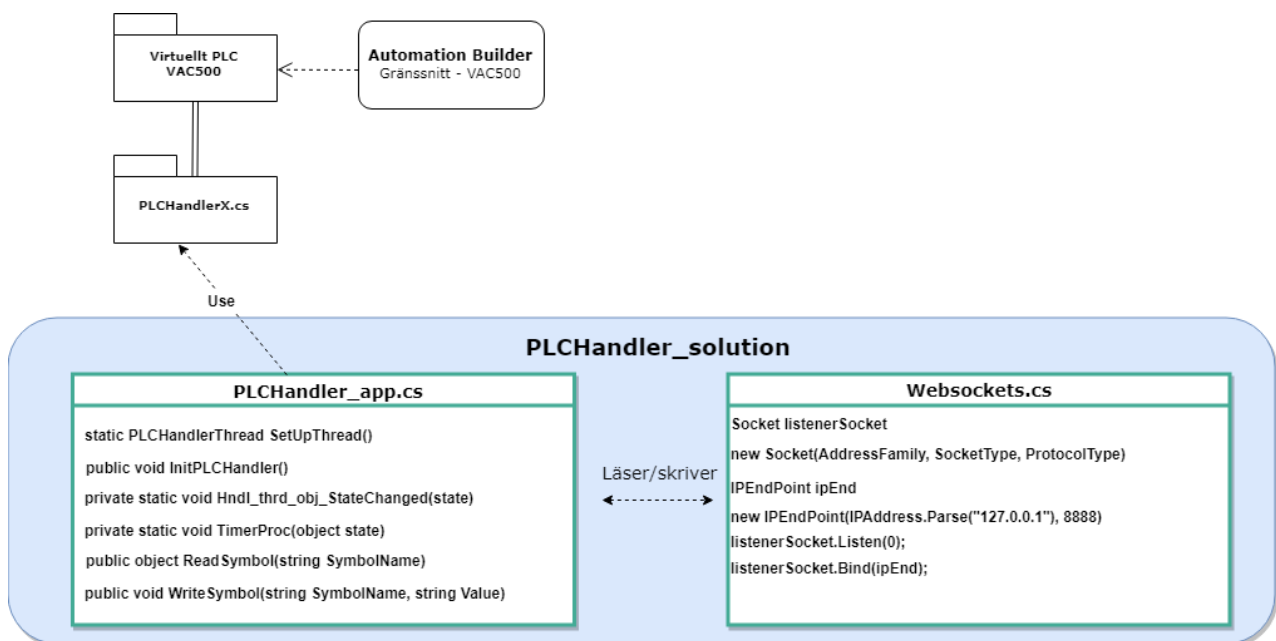 Virtuellt PLC
VAC500
Automation Builder
Gränssnitt - VAC500
PLCHandlerX.cs
Use
PLCHandler_solution
PLCHandler_app.cs
static PLCHandlerThread SetUpThread()
public void InitPLCHandler()
private static void Hndl_thrd_obj_StateChanged(state)
private static void TimerProc(object state)
public object ReadSymbol(string SymbolName)
public void WriteSymbol(string SymbolName, string Value)
Läser/skriver
Websockets.cs
Socket listenerSocket
new Socket(AddressFamily, SocketType, ProtocolType)
IPEndPoint ipEnd
new IPEndPoint(IPAddress.Parse("127.0.0.1"), 8888)
listenerSocket.Listen(0);
listenerSocket.Bind(ipEnd);